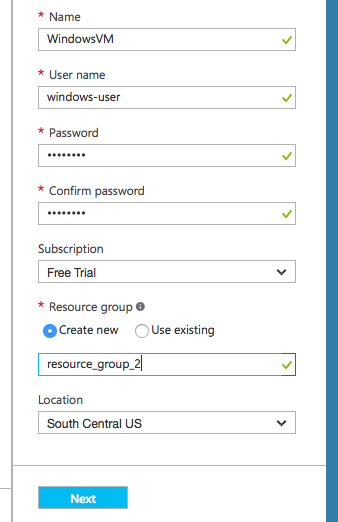 * Name
WindowsVM
* User name
windows-user
* Password
••••••••
* Confirm password
••••••••
Subscription
Free Trial
* Resource group
Create new Use existing
resource_group_2
Location
South Central US
Next